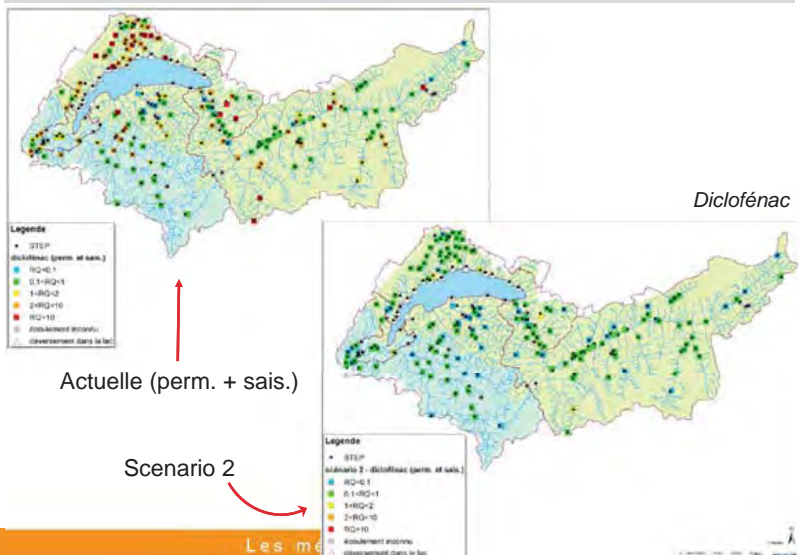 Legende
STEP
diclofénac (perm. et sais.)
RQ<0.1
0.1<RQ<1
1<RQ<2
2<RQ<10
RQ>10
écoulement inconnu
déversement dans le lac
Diclofénac
Actuelle (perm. + sais.)
Scenario 2
Legende
STEP
scénario 2 - diclofénac (perm. et sais.)
RQ<0.1
0.1<RQ<1
1<RQ<2
2<RQ<10
RQ>10
écoulement inconnu
déversement dans le lac
Les mé